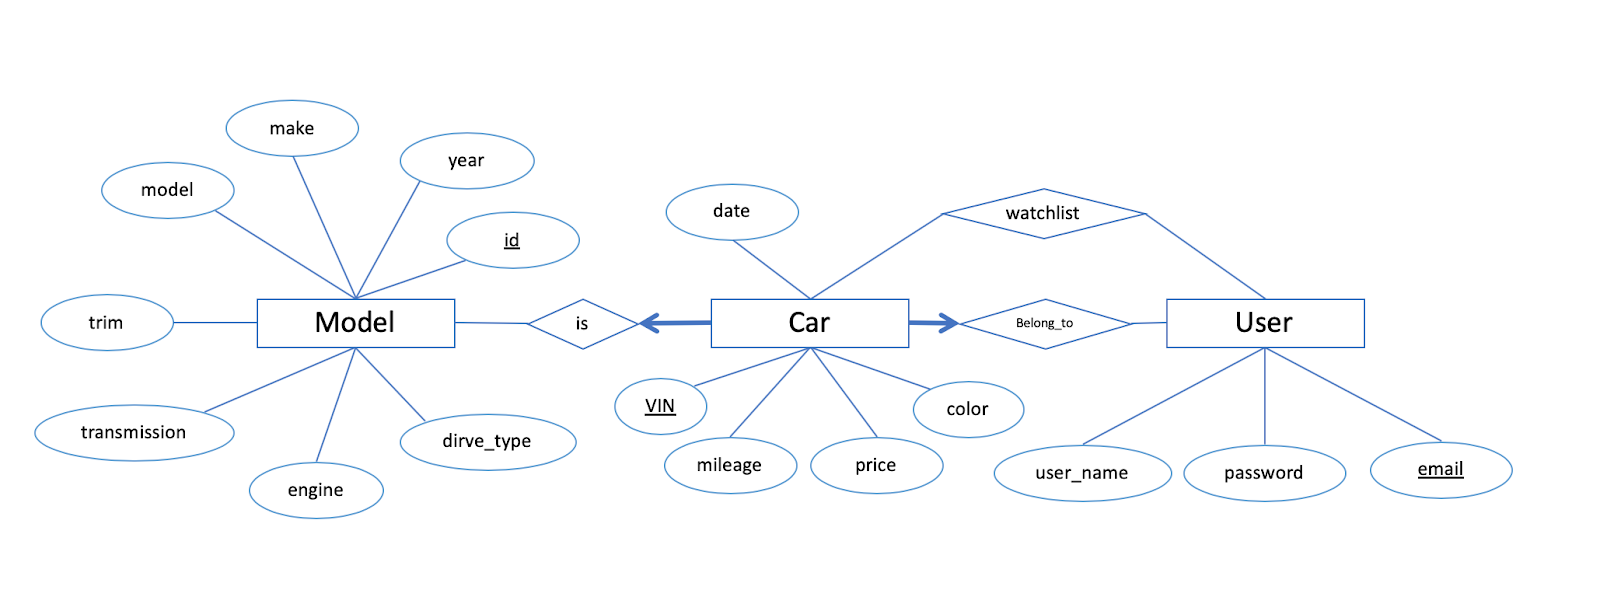 make
year
model
id
date
watchlist
trim
Model
is
Car
Belong_to
User
VIN
color
transmission
dirve_type
mileage
price
user_name
password
email
engine